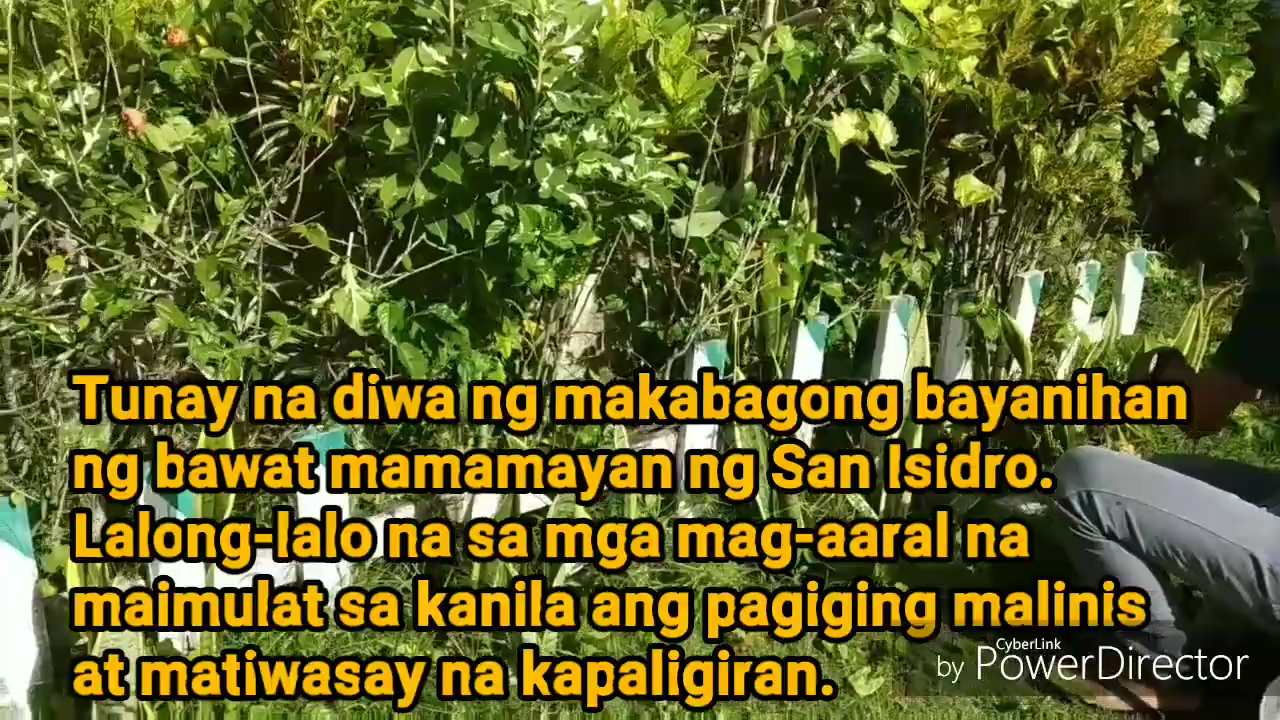 Tunay na diwa ng makabagong bayanihan
ng bawat mamamayan ng San Isidro.
Lalong-lalo na sa mga mag-aaral na
maimulat sa kanila ang pagiging malinis
at matiwasay na kapaligiran.
CyberLink
by PowerDirector